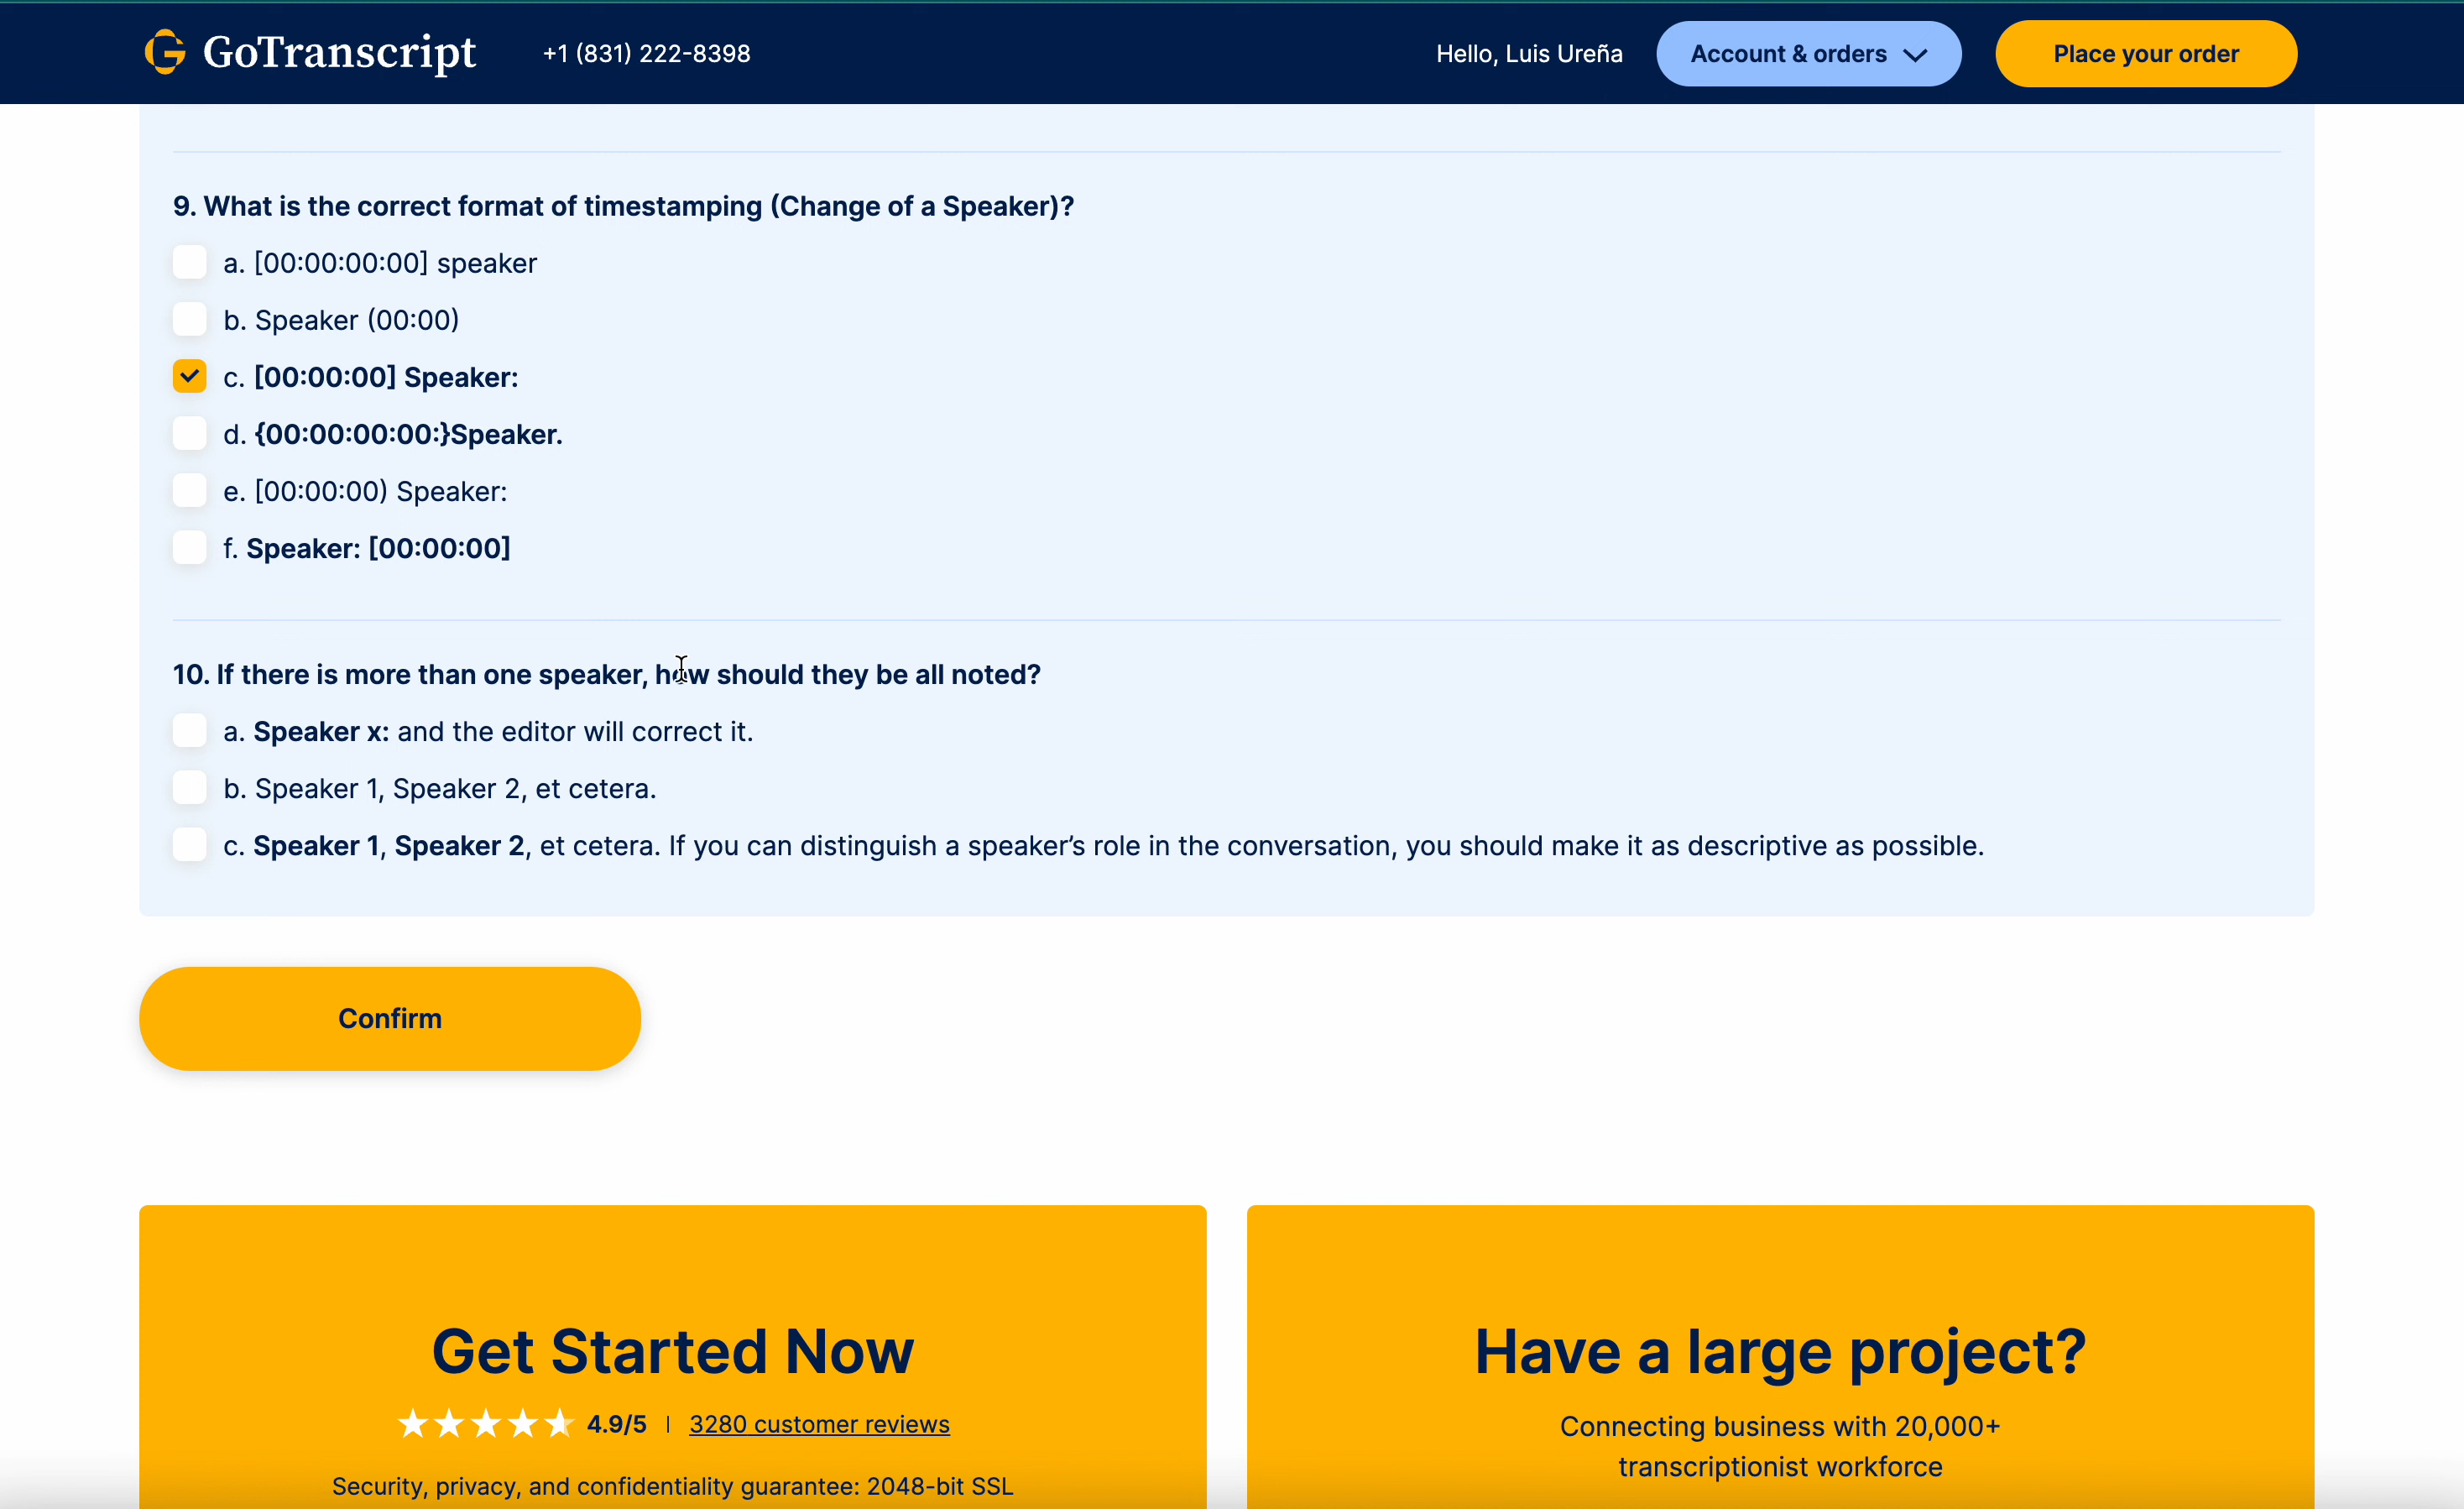 GoTranscript
+1 (831) 222-8398
Hello, Luis Ureña
Account & orders
Place your order
9. What is the correct format of timestamping (Change of a Speaker)?
a. [00:00:00:00] speaker
b. Speaker (00:00)
c. [00:00:00] Speaker:
d. {00:00:00:00:}Speaker.
e. [00:00:00) Speaker:
f. Speaker: [00:00:00]
10. If there is more than one speaker, how should they be all noted?
a. Speaker x: and the editor will correct it.
b. Speaker 1, Speaker 2, et cetera.
c. Speaker 1, Speaker 2, et cetera. If you can distinguish a speaker’s role in the conversation, you should make it as descriptive as possible.
Confirm
Get Started Now
4.9/5 | 3280 customer reviews
Security, privacy, and confidentiality guarantee: 2048-bit SSL
Have a large project?
Connecting business with 20,000+
transcriptionist workforce